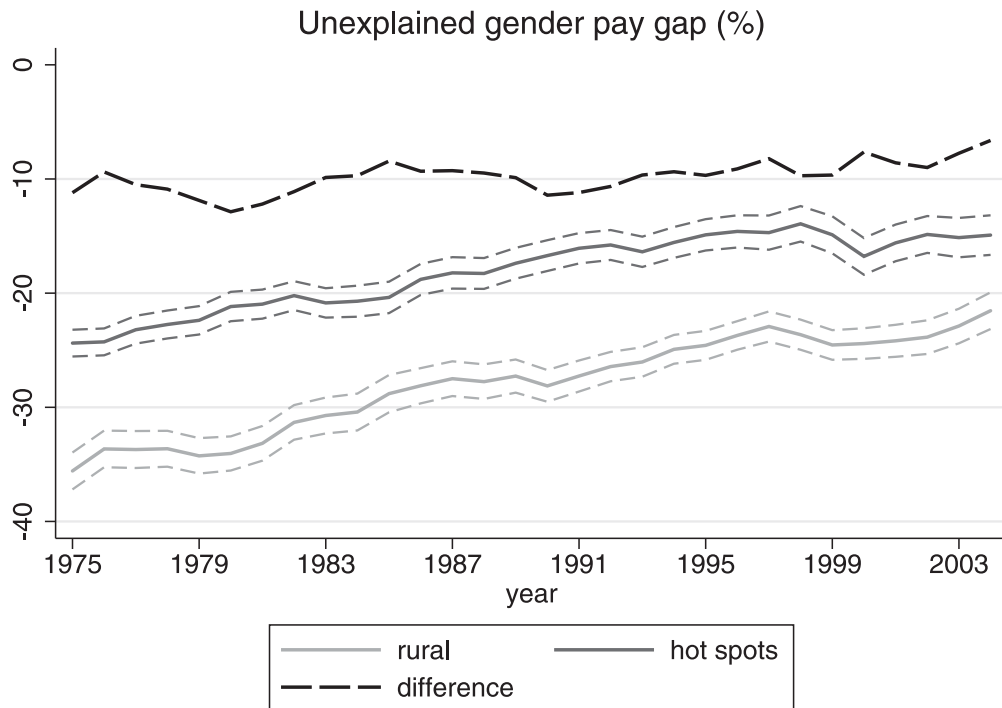 Unexplained gender pay gap (%)
0
-10
-20
-30
-40
1975 1979 1983 1987 1991 1995 1999 2003
year
rural hot spots
difference